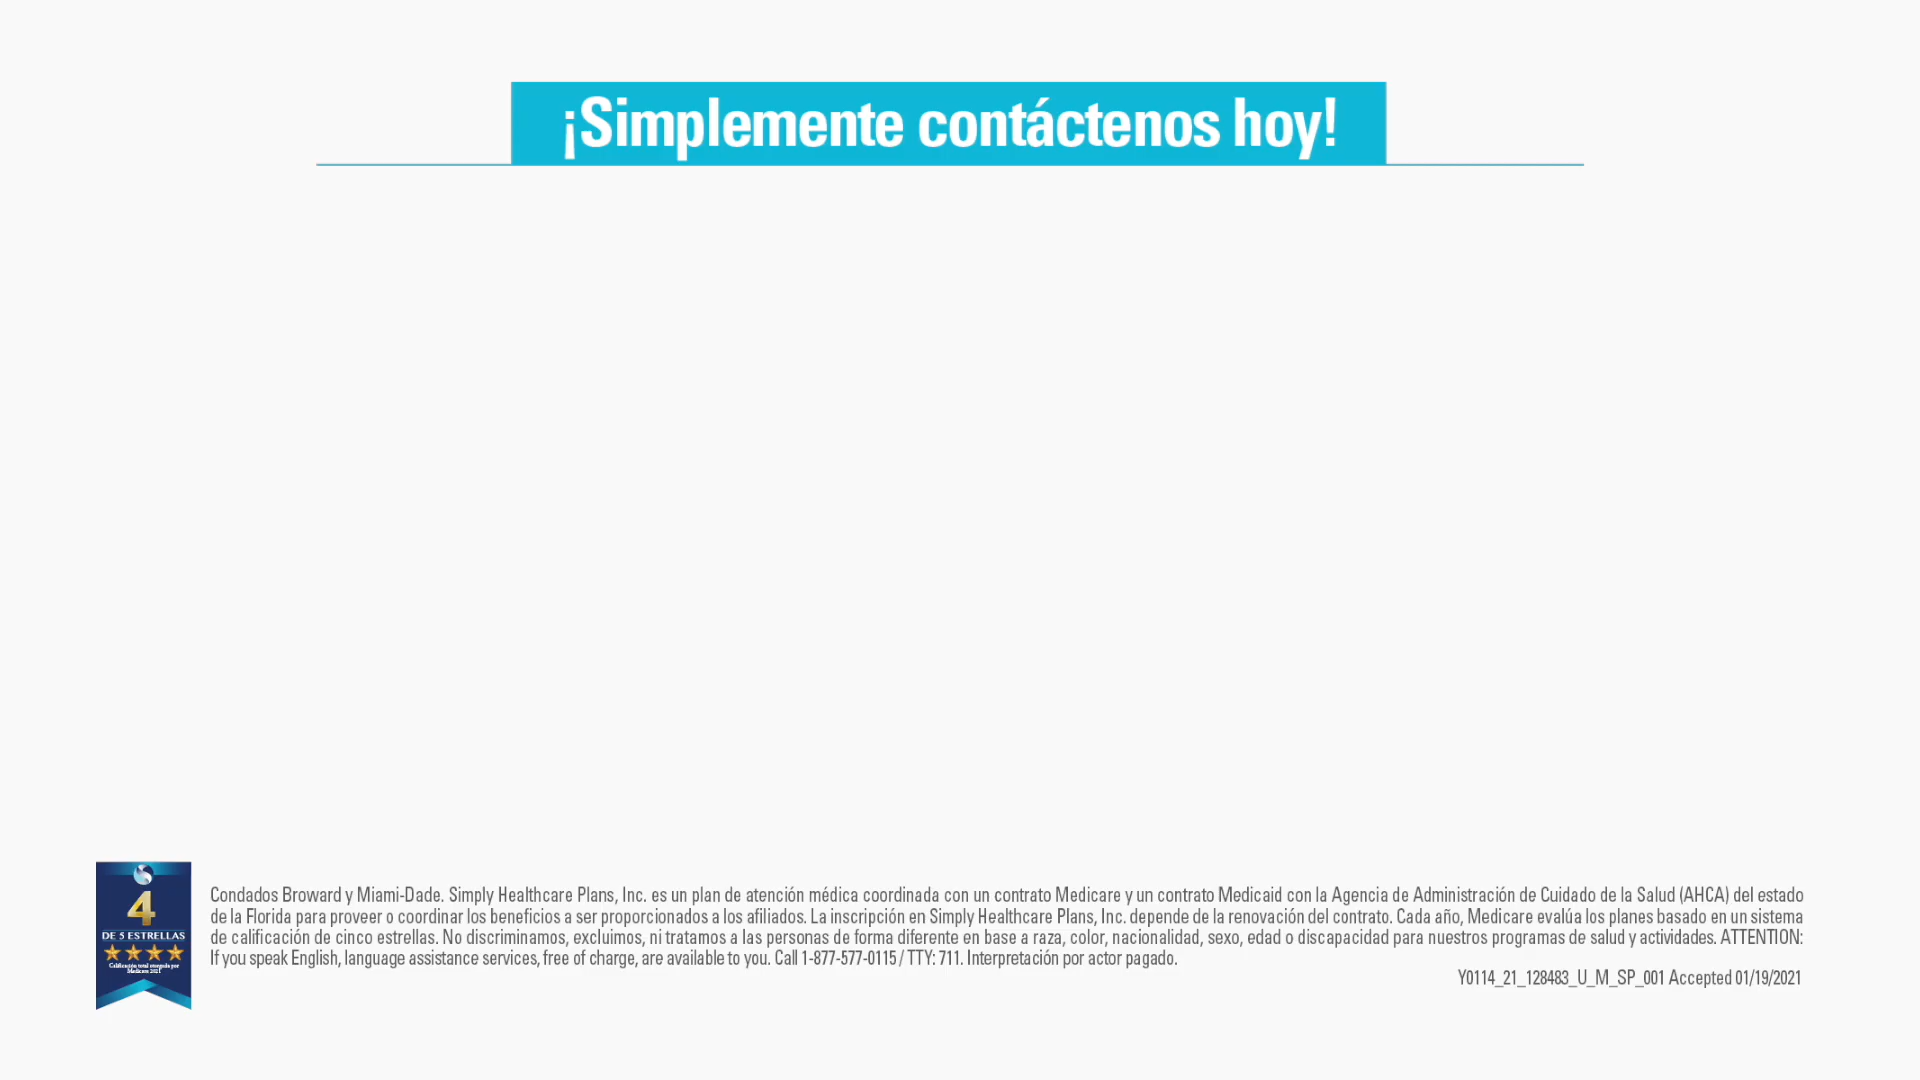 ¡Simplemente contáctenos hoy!
4
DE 5 ESTRELLAS
Calificación total otorgada por
Medicare 2021
Condados Broward y Miami-Dade. Simply Healthcare Plans, Inc. es un plan de atención médica coordinada con un contrato Medicare y un contrato Medicaid con la Agencia de Administración de Cuidado de la Salud (AHCA) del estado
de la Florida para proveer o coordinar los beneficios a ser proporcionados a los afiliados. La inscripción en Simply Healthcare Plans, Inc. depende de la renovación del contrato. Cada año, Medicare evalúa los planes basado en un sistema
de calificación de cinco estrellas. No discriminamos, excluimos, ni tratamos a las personas de forma diferente en base a raza, color, nacionalidad, sexo, edad o discapacidad para nuestros programas de salud y actividades. ATTENTION:
If you speak English, language assistance services, free of charge, are available to you. Call 1-877-577-0115 / TTY: 711. Interpretación por actor pagado.
Y0114_21_128483_U_M_SP_001 Accepted 01/19/2021